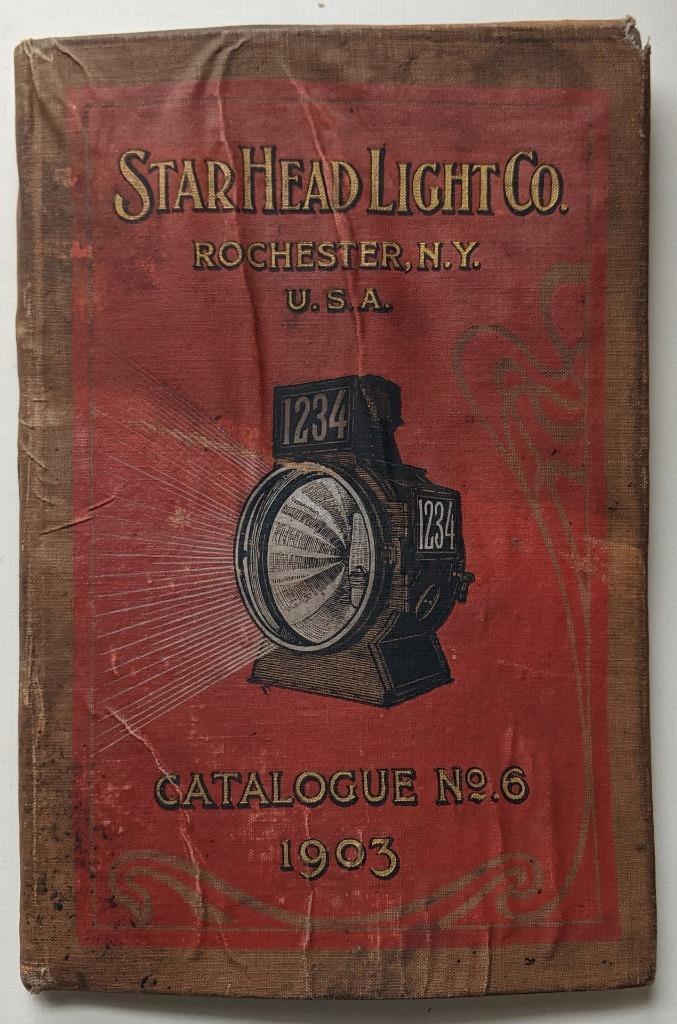 STAR HEAD LIGHT CO.
ROCHESTER, N.Y.
U.S.A.
1234
1234
CATALOGUE No. 6
1903